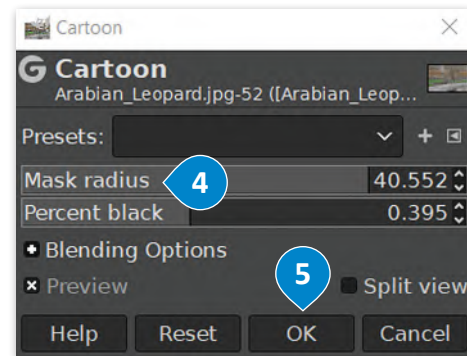 Cartoon
G Cartoon
Arabian_Leopard.jpg-52 ([Arabian_Leop...
Presets:
Mask radius 4 40.552
Percent black 0.395
Blending Options
Preview 5 Split view
Help Reset OK Cancel